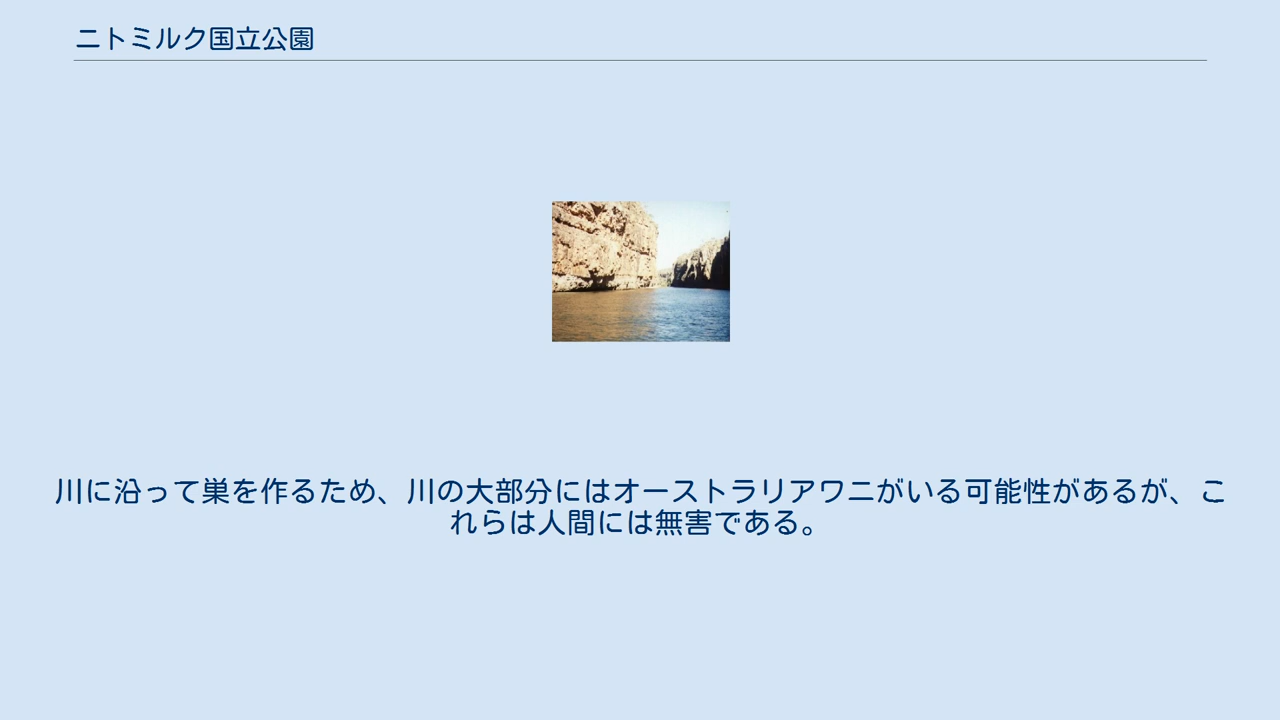 ニトミルク国立公園
川に沿って巣を作るため、川の大部分にはオーストラリアワニがいる可能性があるが、こ
れらは人間には無害である。